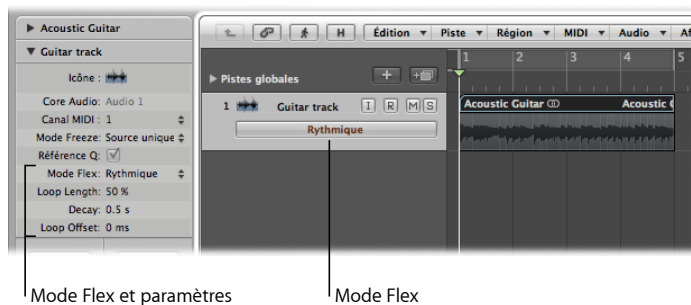 Acoustic Guitar
Guitar track
Icône :
Core Audio: Audio 1
Canal MIDI : 1
Mode Freeze: Source unique
Référence Q:
Mode Flex: Rythmique
Loop Length: 50 %
Decay: 0.5 s
Loop Offset: 0 ms
H Édition Piste Région MIDI Audio Af
1 2 3 4 5
Pistes globales
1 Guitar track I R M S
Rythmique
Acoustic Guitar Acoustic G
Mode Flex et paramètres
Mode Flex